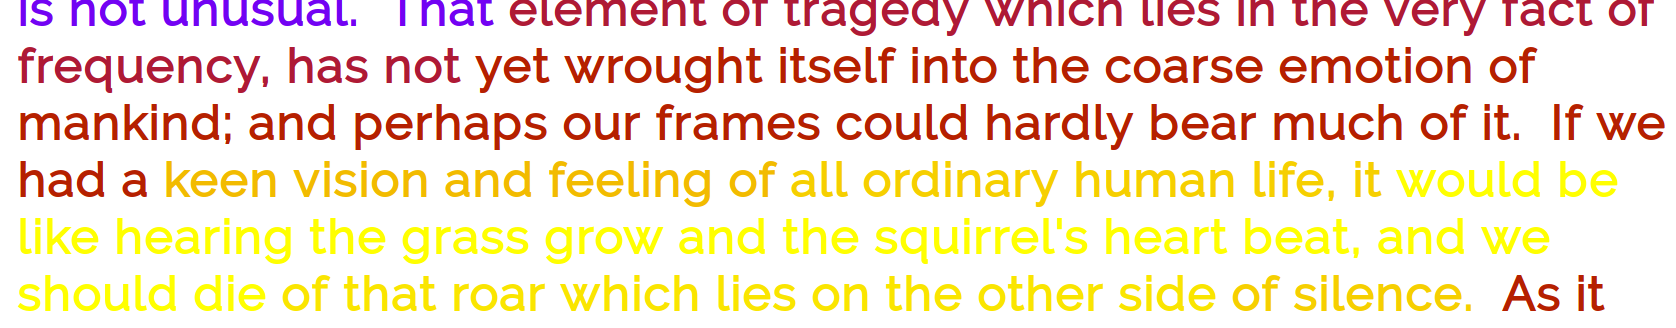 is not unusual.  That element of tragedy which lies in the very fact of
frequency, has not yet wrought itself into the coarse emotion of
mankind; and perhaps our frames could hardly bear much of it.  If we
had a keen vision and feeling of all ordinary human life, it would be
like hearing the grass grow and the squirrel's heart beat, and we
should die of that roar which lies on the other side of silence.  As it